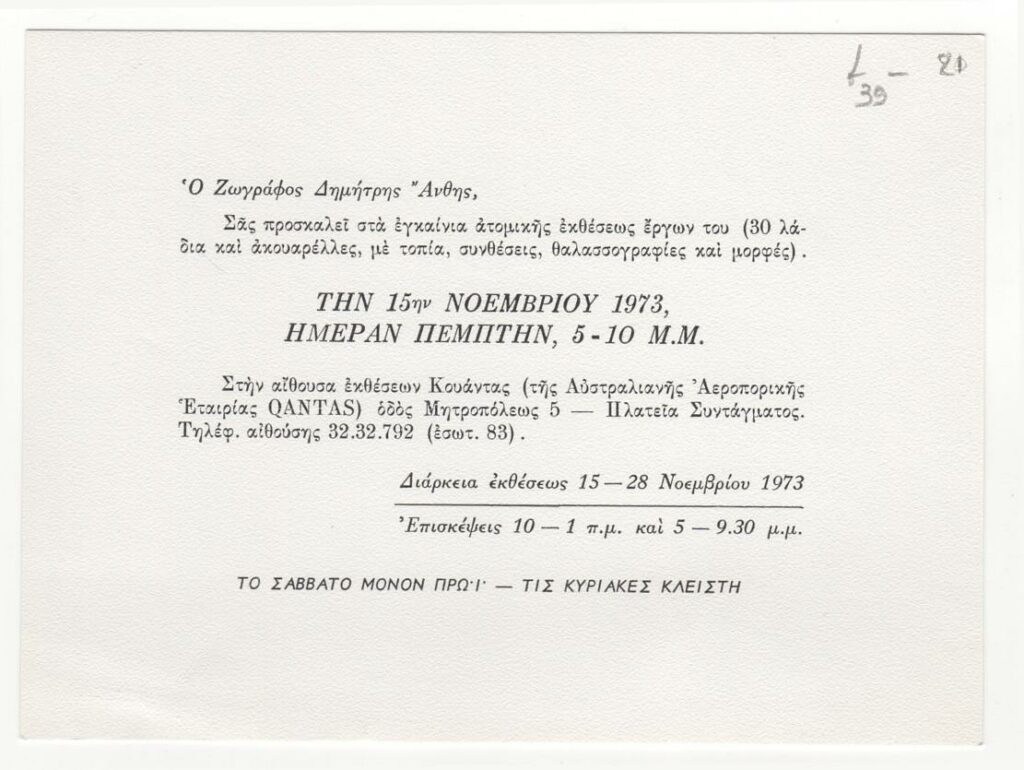 39 – 21
Ὁ Ζωγράφος Δημήτρης Ἄνθης,
Σᾶς προσκαλεῖ στὰ ἐγκαίνια ἀτομικῆς ἐκθέσεως ἔργων του (30 λά-
δια καὶ ἀκουαρέλλες, μὲ τοπία, συνθέσεις, θαλασσογραφίες καὶ μορφές).
ΤΗΝ 15ην ΝΟΕΜΒΡΙΟΥ 1973,
ΗΜΕΡΑΝ ΠΕΜΠΤΗΝ, 5 - 10 Μ.Μ.
Στὴν αἴθουσα ἐκθέσεων Κουάντας (τῆς Αὐστραλιανῆς Ἀεροπορικῆς
Ἑταιρίας QANTAS) ὁδὸς Μητροπόλεως 5 — Πλατεῖα Συντάγματος.
Τηλέφ. αἰθούσης 32.32.792 (ἐσωτ. 83).
Διάρκεια ἐκθέσεως 15 — 28 Νοεμβρίου 1973
Ἐπισκέψεις 10 — 1 π.μ. καὶ 5 — 9.30 μ.μ.
ΤΟ ΣΑΒΒΑΤΟ ΜΟΝΟΝ ΠΡΩ·Ι· — ΤΙΣ ΚΥΡΙΑΚΕΣ ΚΛΕΙΣΤΗ